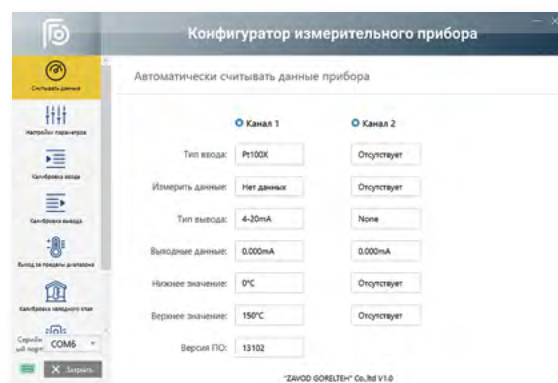 Конфигуратор измерительного прибора
Считывать данные
Автоматически считывать данные прибора
Настройки параметров
Калибровка ввода
Калибровка вывода
Выход за пределы диапазона
Калибровка холодного спая
Канал 1 Канал 2
Тип ввода: Pt100X Отсутствует
Измерить данные: Нет данных Отсутствует
Тип вывода: 4-20mA None
Выходные данные: 0.000mA 0.000mA
Нижнее значение: 0°C Отсутствует
Верхнее значение: 150°C Отсутствует
Версия ПО: 13102
Серийн
ый порт: COM6
Закрыть
"ZAVOD GORELTEH" Co.,ltd V1.0